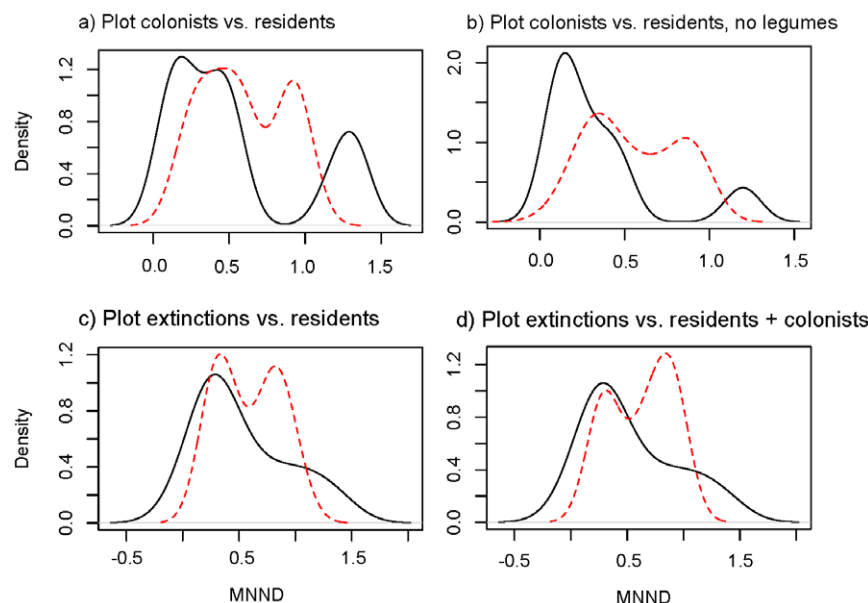 a) Plot colonists vs. residents
b) Plot colonists vs. residents, no legumes
Density
0.0 0.4 0.8 1.2
0.0 0.5 1.0 1.5
0.0 1.0 2.0
0.0 0.5 1.0 1.5
c) Plot extinctions vs. residents
d) Plot extinctions vs. residents + colonists
Density
0.0 0.4 0.8 1.2
-0.5 0.5 1.5
MNND
0.0 0.4 0.8 1.2
-0.5 0.5 1.5
MNND